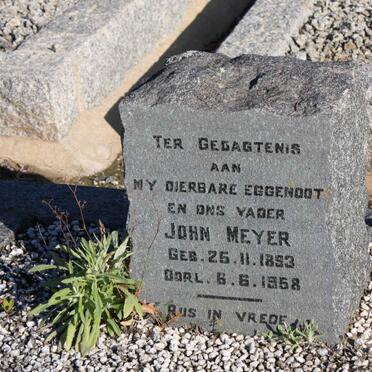 TER GEDAGTENIS
AAN
MY DIERBARE EGGENOOT
EN ONS VADER
JOHN MEYER
GEB. 25.11.1893
OORL. 6.6.1958
RUS IN VREDE